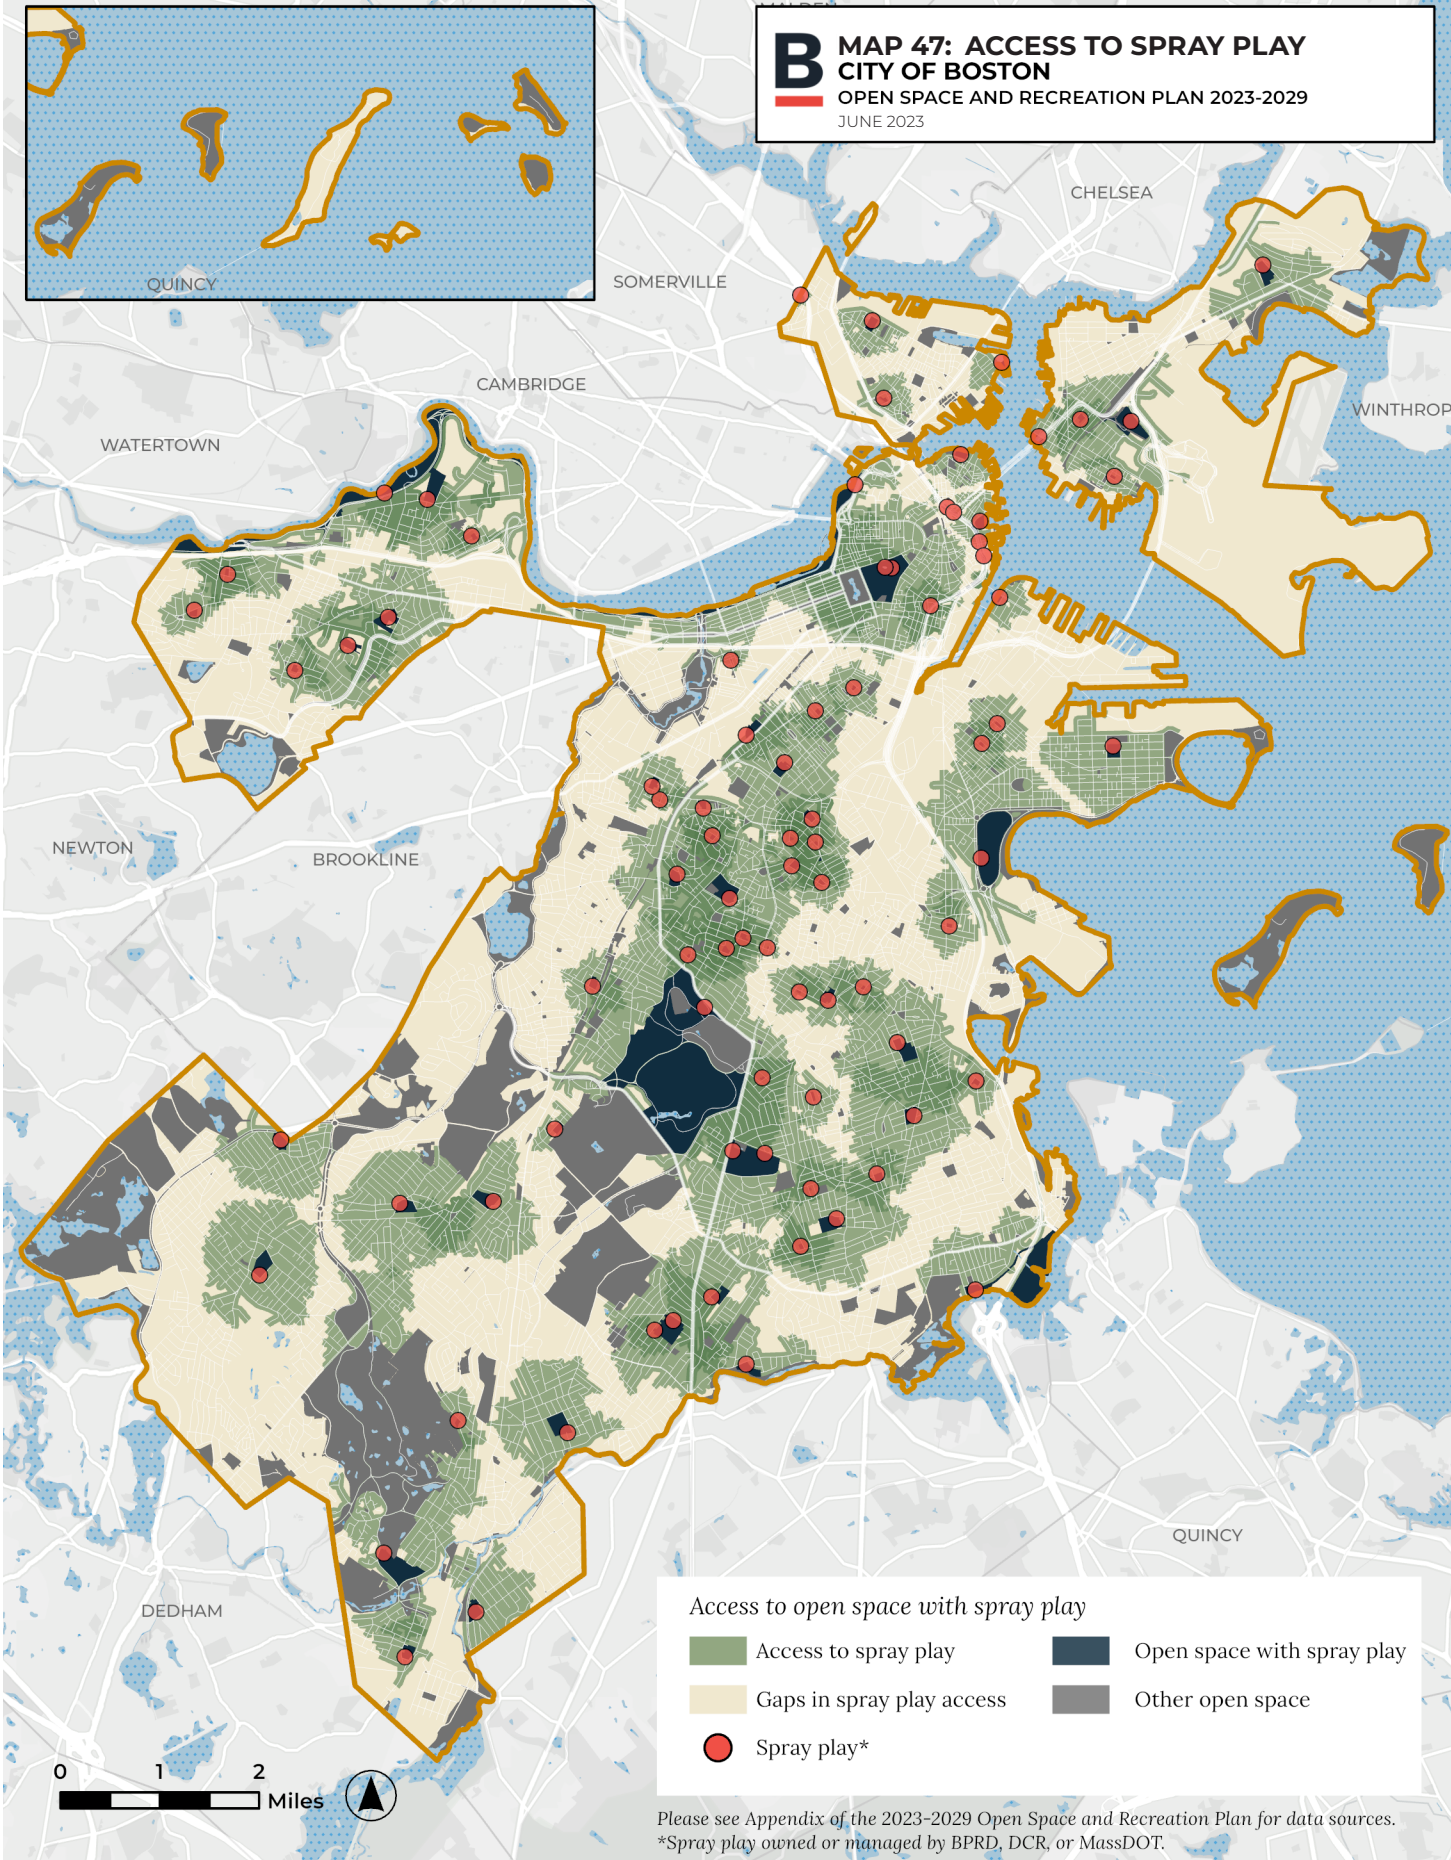 MALDEN
B
MAP 47: ACCESS TO SPRAY PLAY
CITY OF BOSTON
OPEN SPACE AND RECREATION PLAN 2023-2029
JUNE 2023
CHELSEA
QUINCY
SOMERVILLE
CAMBRIDGE
WINTHROP
WATERTOWN
NEWTON
BROOKLINE
QUINCY
DEDHAM
Access to open space with spray play
Access to spray play
Open space with spray play
Gaps in spray play access
Other open space
Spray play*
0 1 2
Miles
Please see Appendix of the 2023-2029 Open Space and Recreation Plan for data sources.
*Spray play owned or managed by BPRD, DCR, or MassDOT.